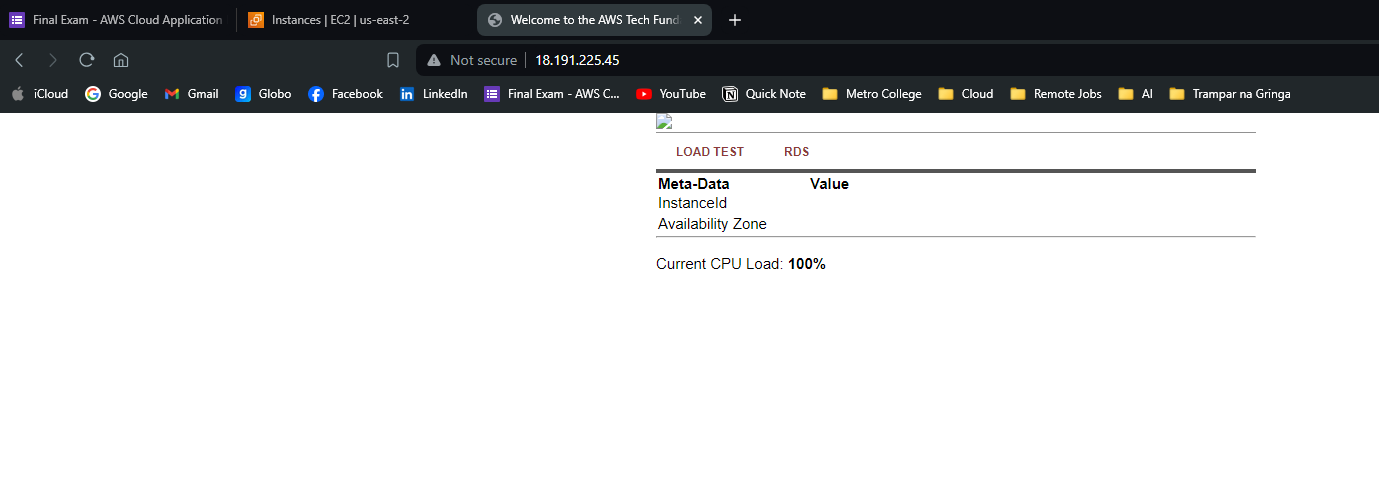 Final Exam - AWS Cloud Application
Instances | EC2 | us-east-2
Welcome to the AWS Tech Fund
Not secure
18.191.225.45
iCloud
Google
Gmail
Globo
Facebook
LinkedIn
Final Exam - AWS C...
YouTube
Quick Note
Metro College
Cloud
Remote Jobs
AI
Trampar na Gringa
LOAD TEST
RDS
Meta-Data Value
InstanceId
Availability Zone
Current CPU Load: 100%